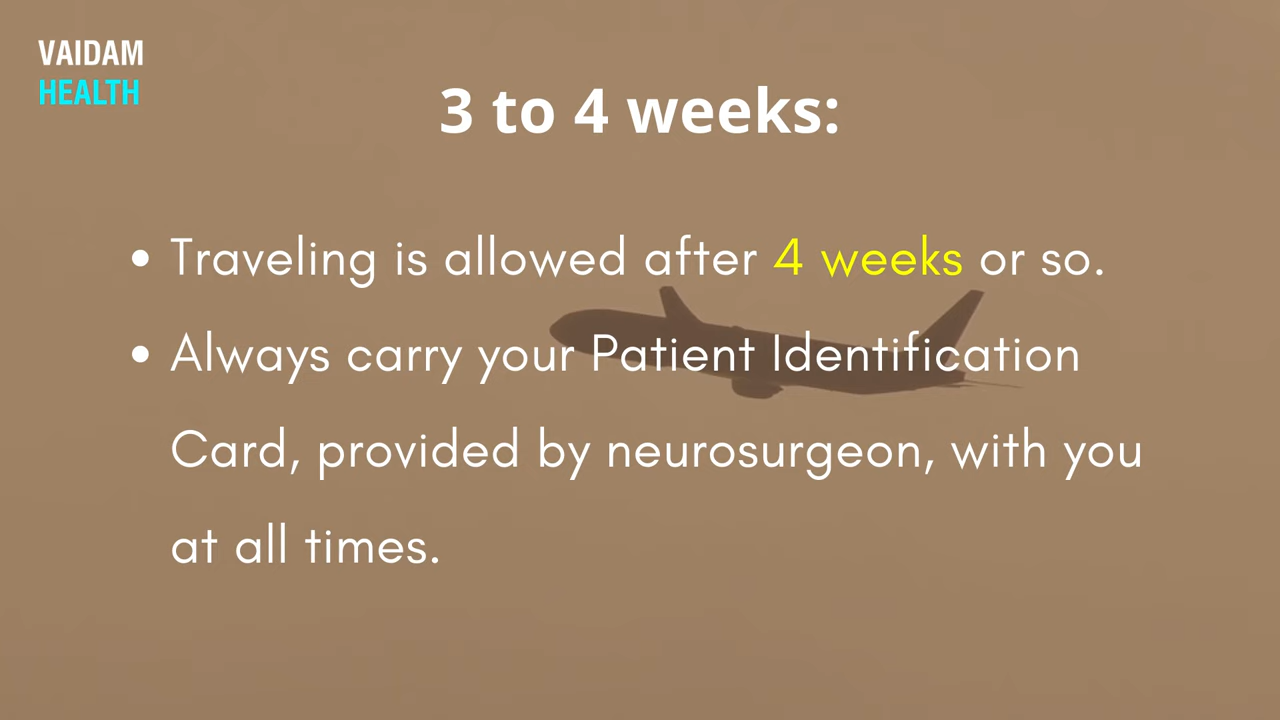 VAIDAM
HEALTH
3 to 4 weeks:
• Traveling is allowed after 4 weeks or so.
• Always carry your Patient Identification
Card, provided by neurosurgeon, with you
at all times.